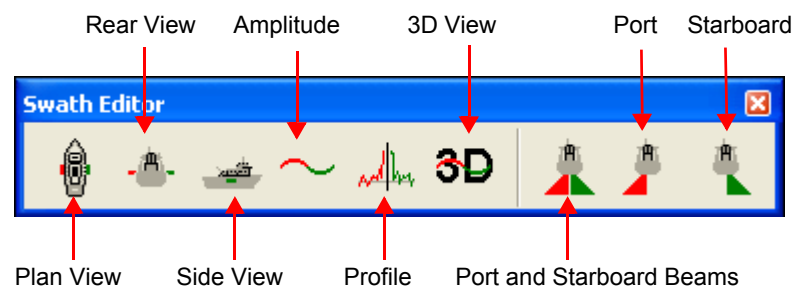 Rear View Amplitude 3D View Port Starboard
Swath Editor
3D
Plan View Side View Profile Port and Starboard Beams